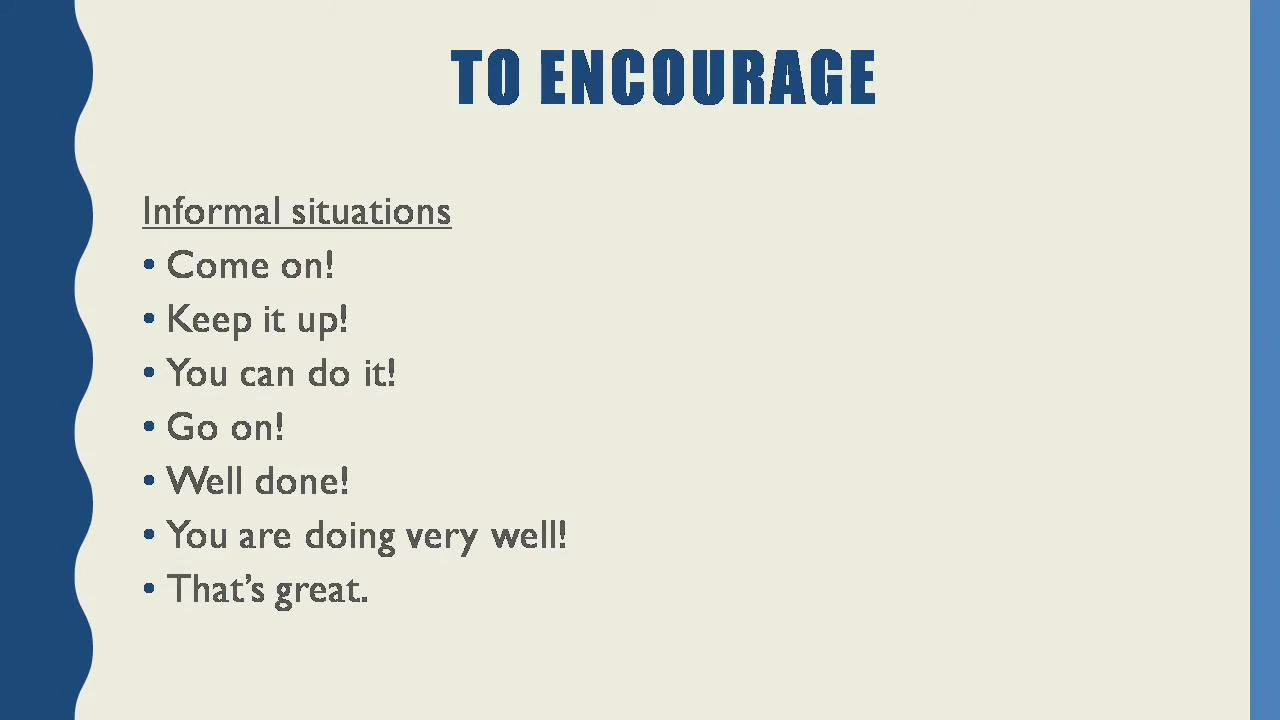 TO ENCOURAGE
Informal situations
• Come on!
• Keep it up!
• You can do it!
• Go on!
• Well done!
• You are doing very well!
• That’s great.